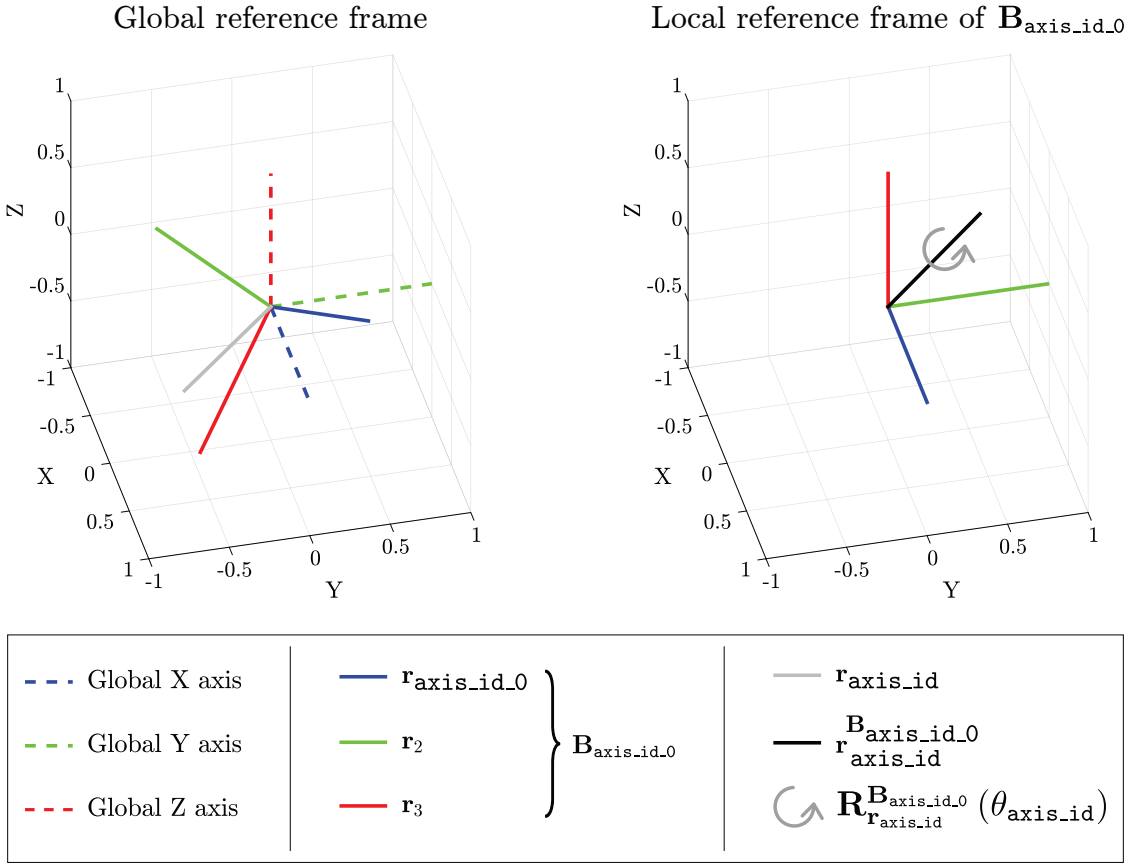 Global reference frame
1
0.5
0
-0.5
-1
Z
-1
-0.5
0
0.5
1
X
-1
-0.5
0
0.5
1
Y
Local reference frame of B_axis_id_0
1
0.5
0
-0.5
-1
Z
-1
-0.5
0
0.5
1
X
-1
-0.5
0
0.5
1
Y
Global X axis
Global Y axis
Global Z axis
r_axis_id_0
r_2
r_3
B_axis_id_0
r_axis_id
r_axis_id^B_axis_id_0
R_r_axis_id^B_axis_id_0 (θ_axis_id)